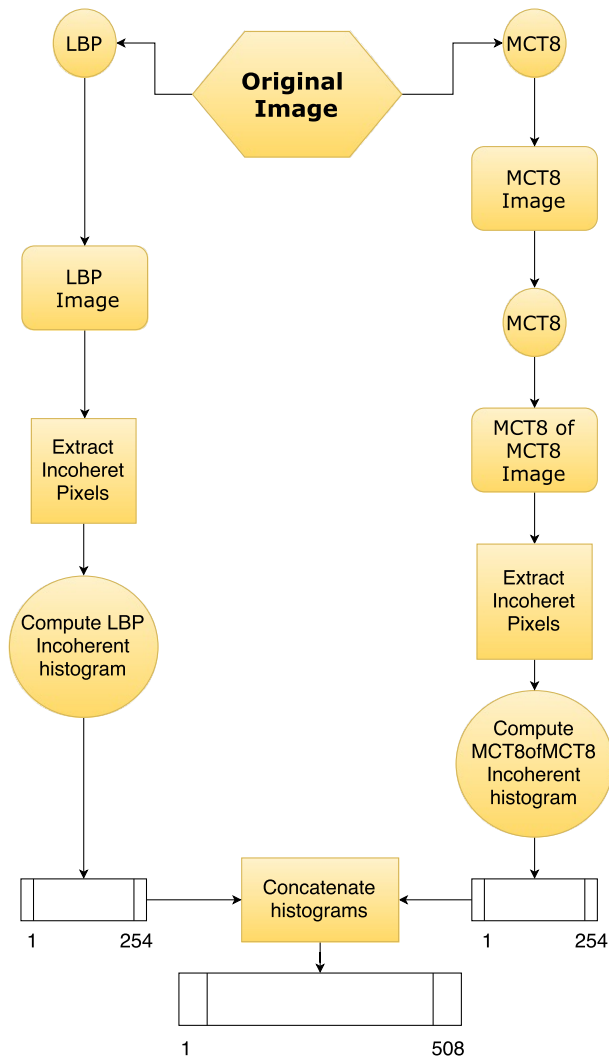 LBP
Original
Image
MCT8
MCT8
Image
LBP
Image
MCT8
MCT8 of
MCT8
Image
Extract
Incoheret
Pixels
Extract
Incoheret
Pixels
Compute LBP
Incoherent
histogram
Compute
MCT8ofMCT8
Incoherent
histogram
Concatenate
histograms
1 254
1 254
1 508